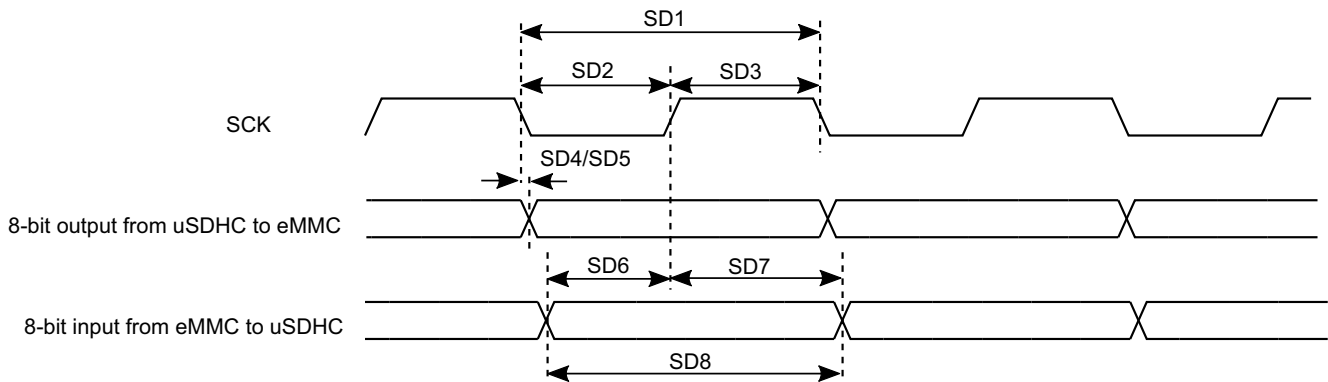 SD1
SD2
SD3
SCK
SD4/SD5
8-bit output from uSDHC to eMMC
SD6
SD7
8-bit input from eMMC to uSDHC
SD8